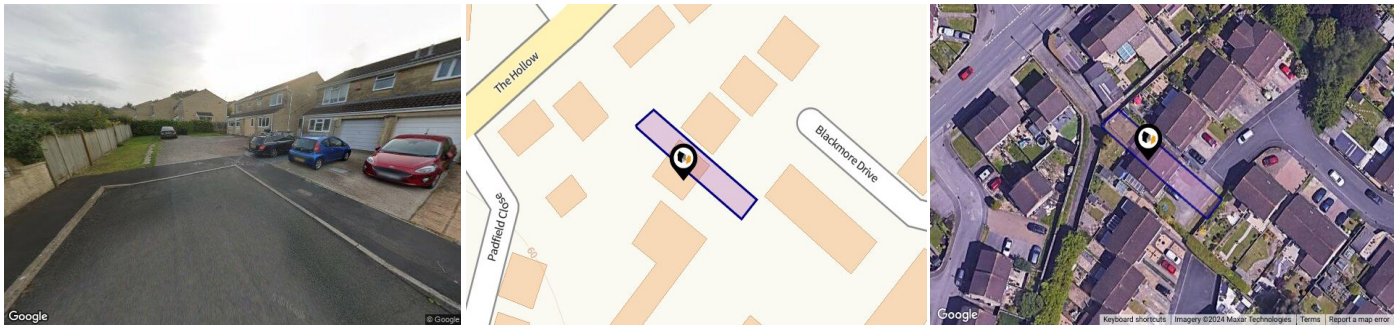 Google
© Google
The Hollow
Padfield Close
Blackmore Drive
60
Google
Keyboard shortcuts
Imagery ©2024 Maxar Technologies
Terms
Report a map error